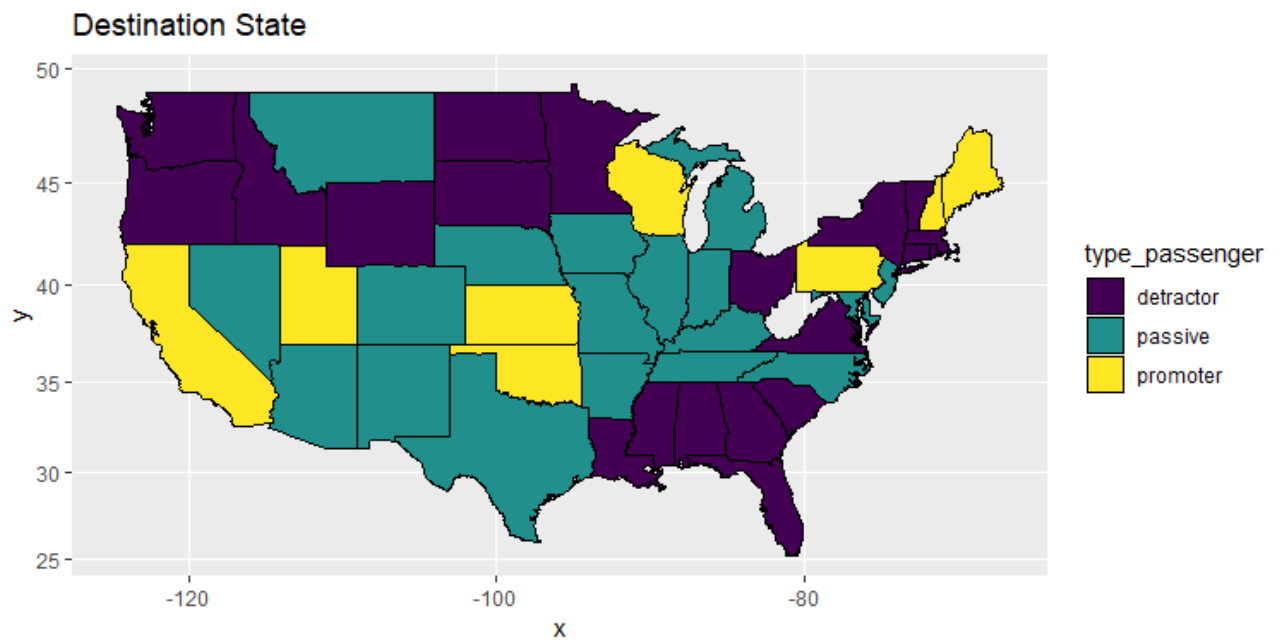 Destination State
50
45
40
35
30
25
y
-120
-100
-80
x
type_passenger
detractor
passive
promoter